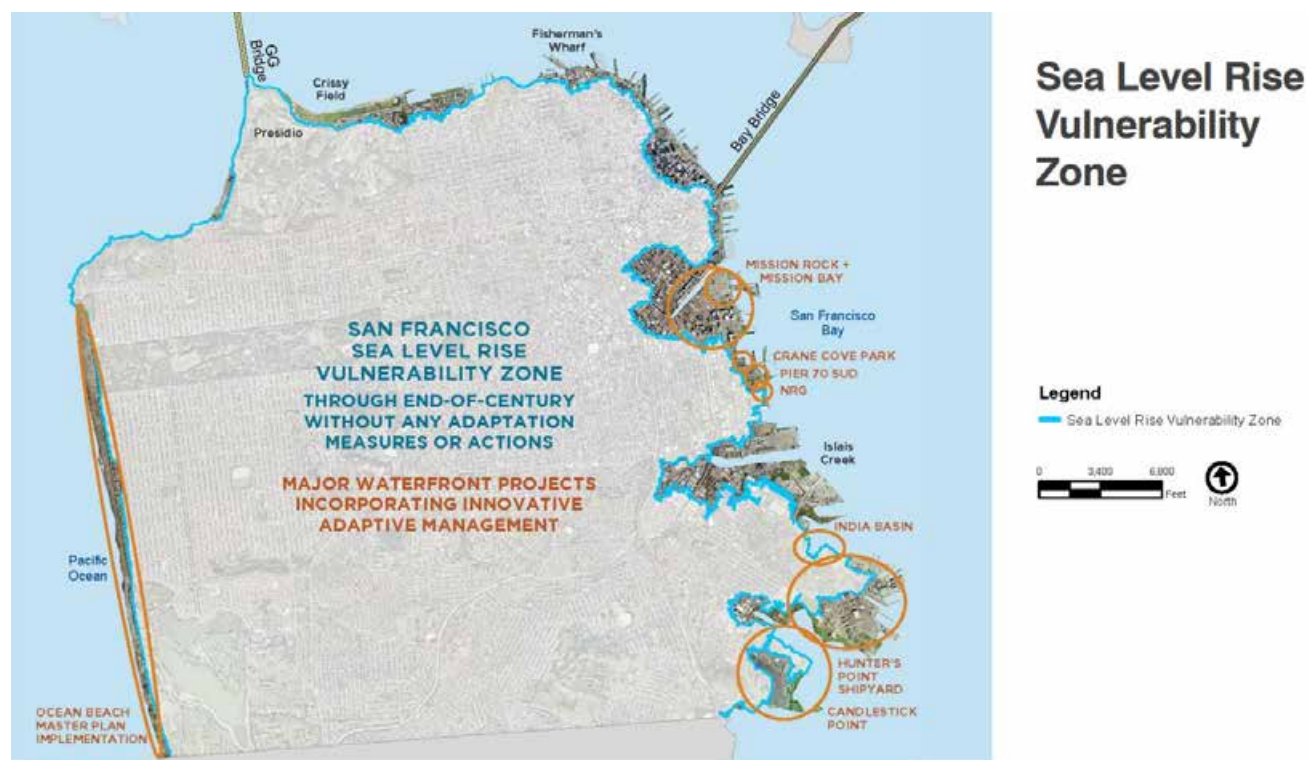 Sea Level Rise
Vulnerability
Zone
Legend
Sea Level Rise Vulnerability Zone
0 3,400 6,800
Feet
North
GG
Bridge
Crissy
Field
Presidio
Fisherman's
Wharf
Bay Bridge
MISSION ROCK +
MISSION BAY
San Francisco
Bay
CRANE COVE PARK
PIER 70 SUD
NRG
Islais
Creek
INDIA BASIN
HUNTER'S
POINT
SHIPYARD
CANDLESTICK
POINT
SAN FRANCISCO
SEA LEVEL RISE
VULNERABILITY ZONE
THROUGH END-OF-CENTURY
WITHOUT ANY ADAPTATION
MEASURES OR ACTIONS
MAJOR WATERFRONT PROJECTS
INCORPORATING INNOVATIVE
ADAPTIVE MANAGEMENT
Pacific
Ocean
OCEAN BEACH
MASTER PLAN
IMPLEMENTATION